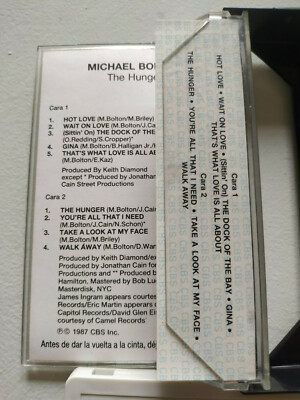 MICHAEL BO
The Hunge
Cara 1
1. HOT LOVE (M.Bolton/M.Briley)
2. WAIT ON LOVE (M.Bolton/J.Cain
3. (Sittin' On) THE DOCK OF THE
(O.Redding/S.Cropper)*
4. GINA (M.Bolton/B.Halligan Jr./
5. THAT'S WHAT LOVE IS ALL AB
(M.Bolton/E.Kaz)
Produced by Keith Diamond
except * Produced by Jonathan
Cain Street Productions
Cara 2
1. THE HUNGER (M.Bolton/J.Cain)
2. YOU'RE ALL THAT I NEED
(M.Bolton/J.Cain/N.Schon)*
3. TAKE A LOOK AT MY FACE
(M.Bolton/M.Briley)
4. WALK AWAY (M.Bolton/D.War
Produced by Keith Diamond/ex
Produced by Jonathan Cain for
Productions and ** Produced b
Hamilton. Mastered by Bob Lu
Masterdisk, NYC
James Ingram appears courtesy
Records/Eric Martin appears c
Capitol Records/David Glen Ei
courtesy of Camel Records
Ⓟ © 1987 CBS Inc.
Antes de dar la vuelta a la cinta, dé
Cara 1
HOT LOVE • WAIT ON LOVE • (Sittin' On) THE DOCK OF THE BAY • GINA •
THAT'S WHAT LOVE IS ALL ABOUT
Cara 2
THE HUNGER • YOU'RE ALL THAT I NEED • TAKE A LOOK AT MY FACE •
WALK AWAY